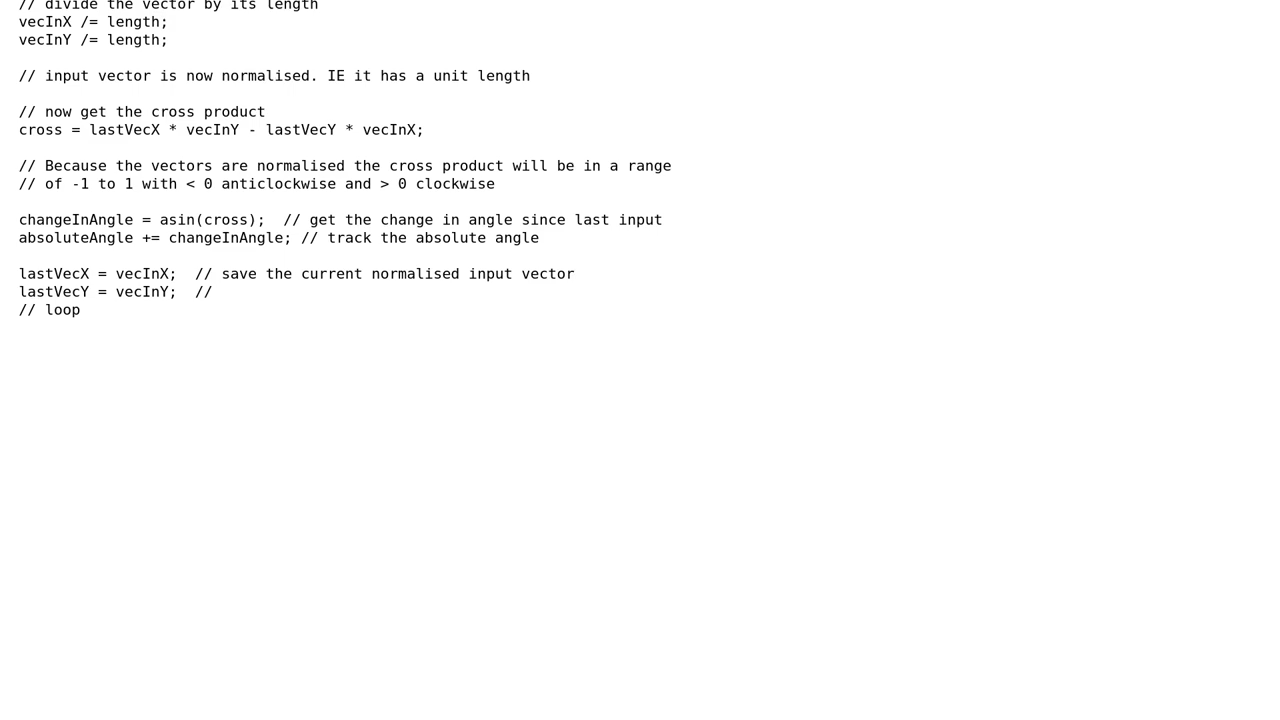 // divide the vector by its length
vecInX /= length;
vecInY /= length;
// input vector is now normalised. IE it has a unit length
// now get the cross product
cross = lastVecX * vecInY - lastVecY * vecInX;
// Because the vectors are normalised the cross product will be in a range
// of -1 to 1 with < 0 anticlockwise and > 0 clockwise
changeInAngle = asin(cross);  // get the change in angle since last input
absoluteAngle += changeInAngle; // track the absolute angle
lastVecX = vecInX;  // save the current normalised input vector
lastVecY = vecInY;  //
// loop